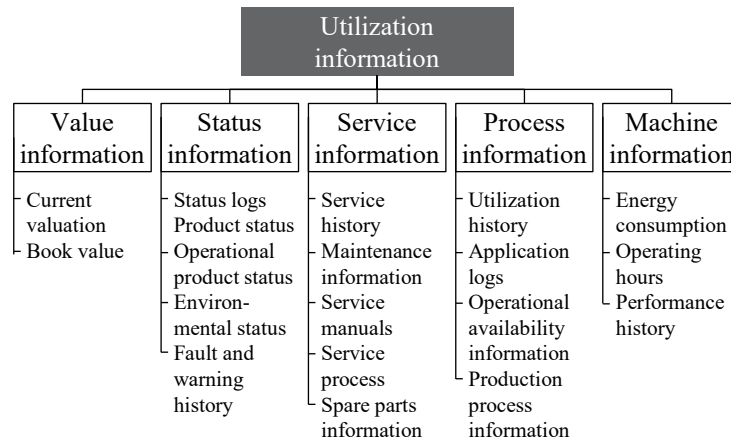 Utilization
information
Value
information
Current
valuation
Book value
Status
information
Status logs
Product status
Operational
product status
Environ-
mental status
Fault and
warning
history
Service
information
Service
history
Maintenance
information
Service
manuals
Service
process
Spare parts
information
Process
information
Utilization
history
Application
logs
Operational
availability
information
Production
process
information
Machine
information
Energy
consumption
Operating
hours
Performance
history